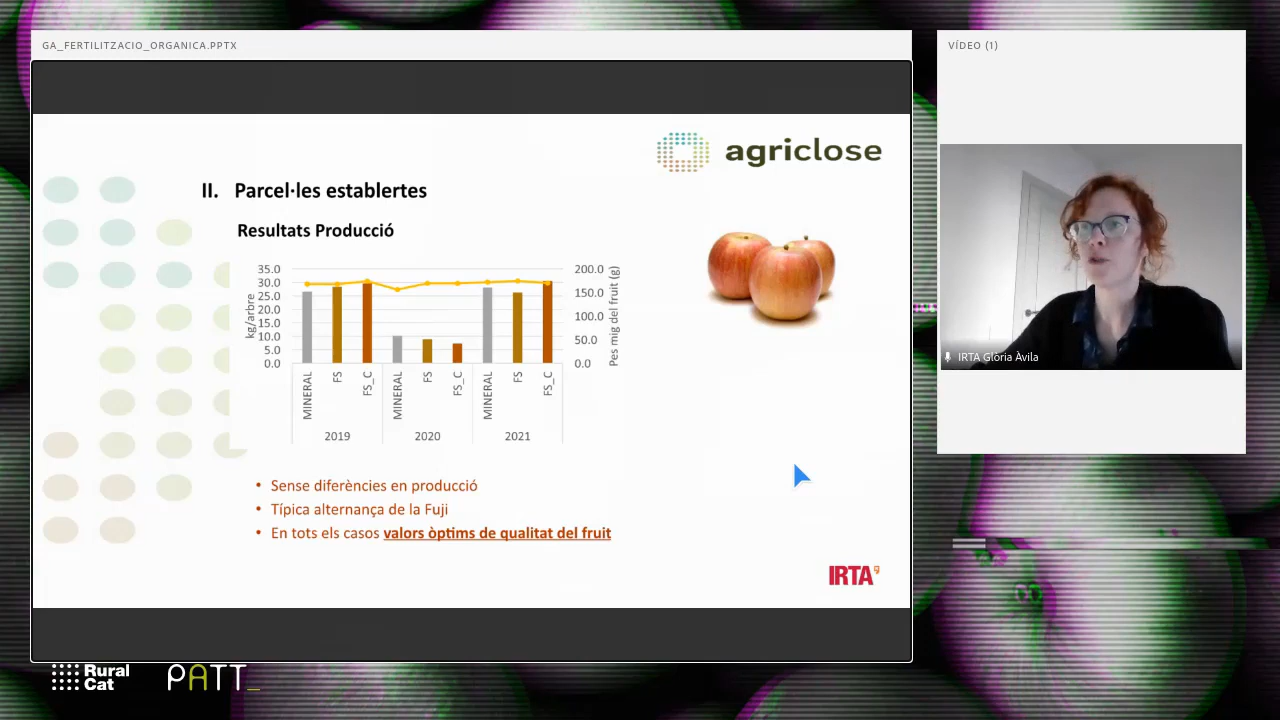 GA_FERTILITZACIO_ORGANICA.PPTX
VÍDEO (1)
agriclose
II. Parcel·les establertes
Resultats Producció
35.0
30.0
25.0
20.0
15.0
10.0
5.0
0.0
kg/arbre
200.0
150.0
100.0
50.0
0.0
Pes mig del fruit (g)
MINERAL
FS
FS_C
MINERAL
FS
FS_C
MINERAL
FS
FS_C
2019
2020
2021
• Sense diferències en producció
• Típica alternança de la Fuji
• En tots els casos valors òptims de qualitat del fruit
IRTA
IRTA Glòria Àvila
Rural
Cat
PATT_